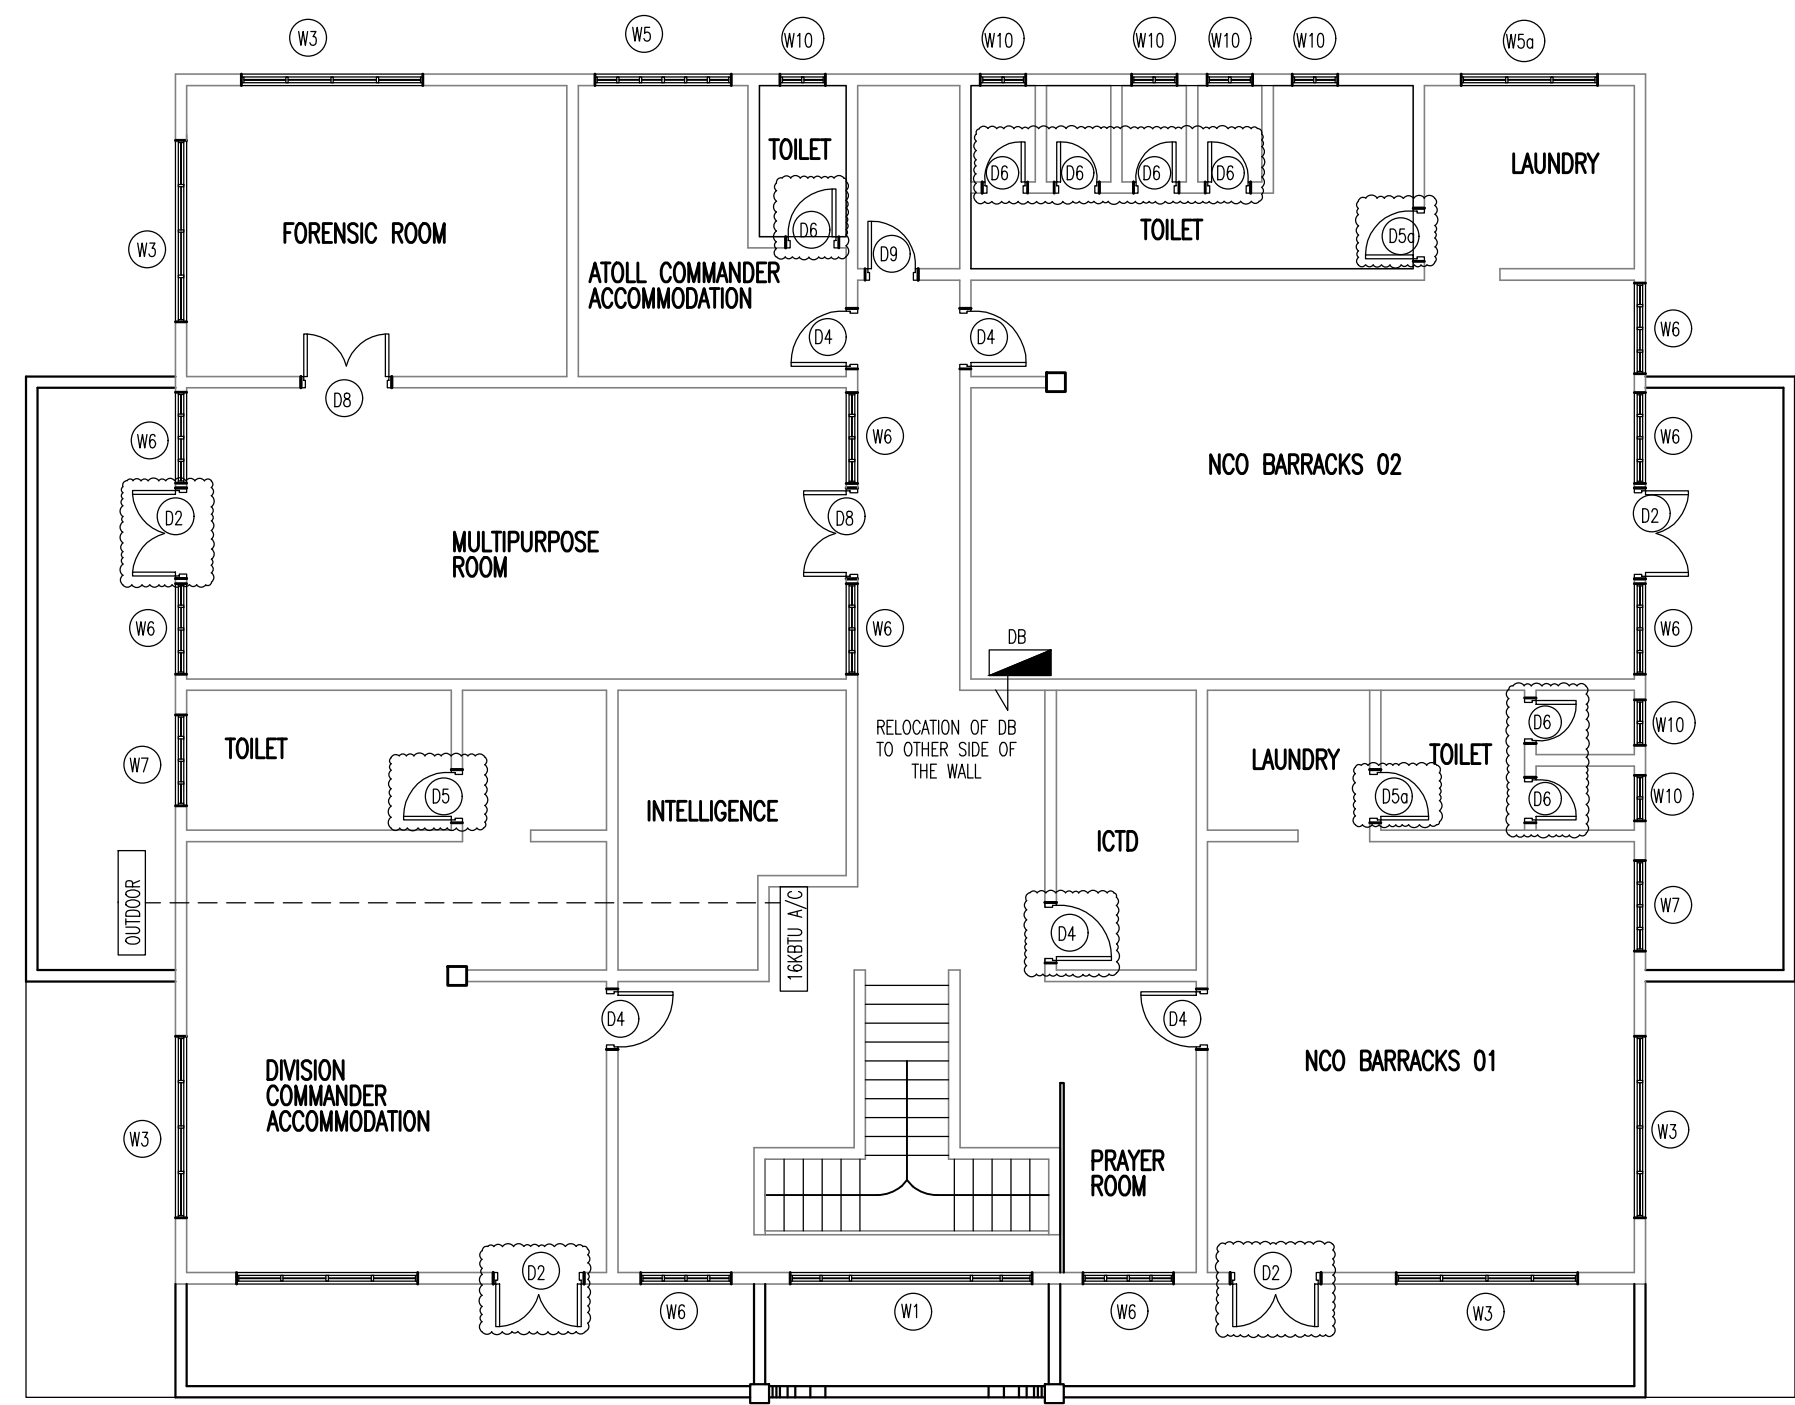 W3
W5
W10
W10
W10
W10
W10
W5a
TOILET
LAUNDRY
D6
D6
D6
D6
FORENSIC ROOM
D6
TOILET
D5a
W3
D9
ATOLL COMMANDER
ACCOMMODATION
D4
D4
W6
D8
W6
W6
W6
NCO BARRACKS 02
D2
D8
D2
MULTIPURPOSE
ROOM
W6
W6
W6
DB
RELOCATION OF DB
TO OTHER SIDE OF
THE WALL
D6
W10
TOILET
LAUNDRY
TOILET
W7
D5
D5a
D6
W10
INTELLIGENCE
ICTD
OUTDOOR
16KBTU A/C
W7
D4
D4
D4
DIVISION
COMMANDER
ACCOMMODATION
NCO BARRACKS 01
W3
W3
PRAYER
ROOM
D2
D2
W6
W1
W6
W3